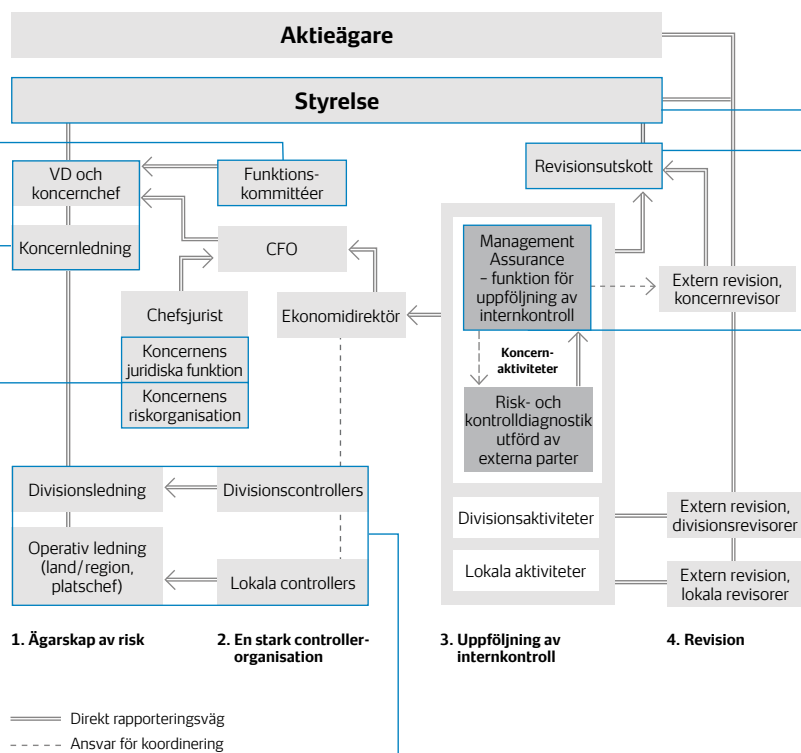 Aktieägare
Styrelse
VD och
koncernchef
Koncernledning
Funktions-
kommittéer
Revisionsutskott
CFO
Chefsjurist
Koncernens
juridiska funktion
Koncernens
riskorganisation
Ekonomidirektör
Management
Assurance
– funktion för
uppföljning av
internkontroll
Koncern-
aktiviteter
Risk- och
kontrolldiagnostik
utförd av
externa parter
Extern revision,
koncernrevisor
Divisionsledning
Divisionscontrollers
Divisionsaktiviteter
Extern revision,
divisionsrevisorer
Operativ ledning
(land/region,
platschef)
Lokala controllers
Lokala aktiviteter
Extern revision,
lokala revisorer
1. Ägarskap av risk
2. En stark controller-
organisation
3. Uppföljning av
internkontroll
4. Revision
Direkt rapporteringsväg
Ansvar för koordinering